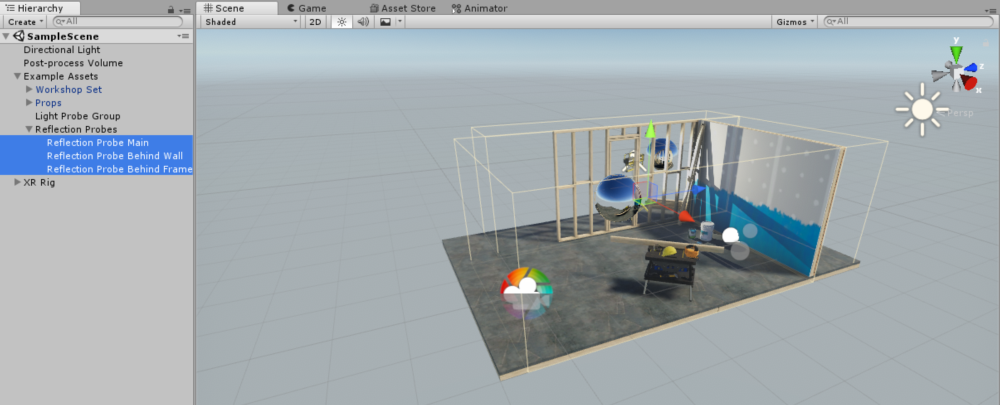 Hierarchy
Create
All
SampleScene
Directional Light
Post-process Volume
Example Assets
Workshop Set
Props
Light Probe Group
Reflection Probes
Reflection Probe Main
Reflection Probe Behind Wall
Reflection Probe Behind Frame
XR Rig
Scene Game Asset Store Animator
Shaded 2D Gizmos All
y
z
x
Persp